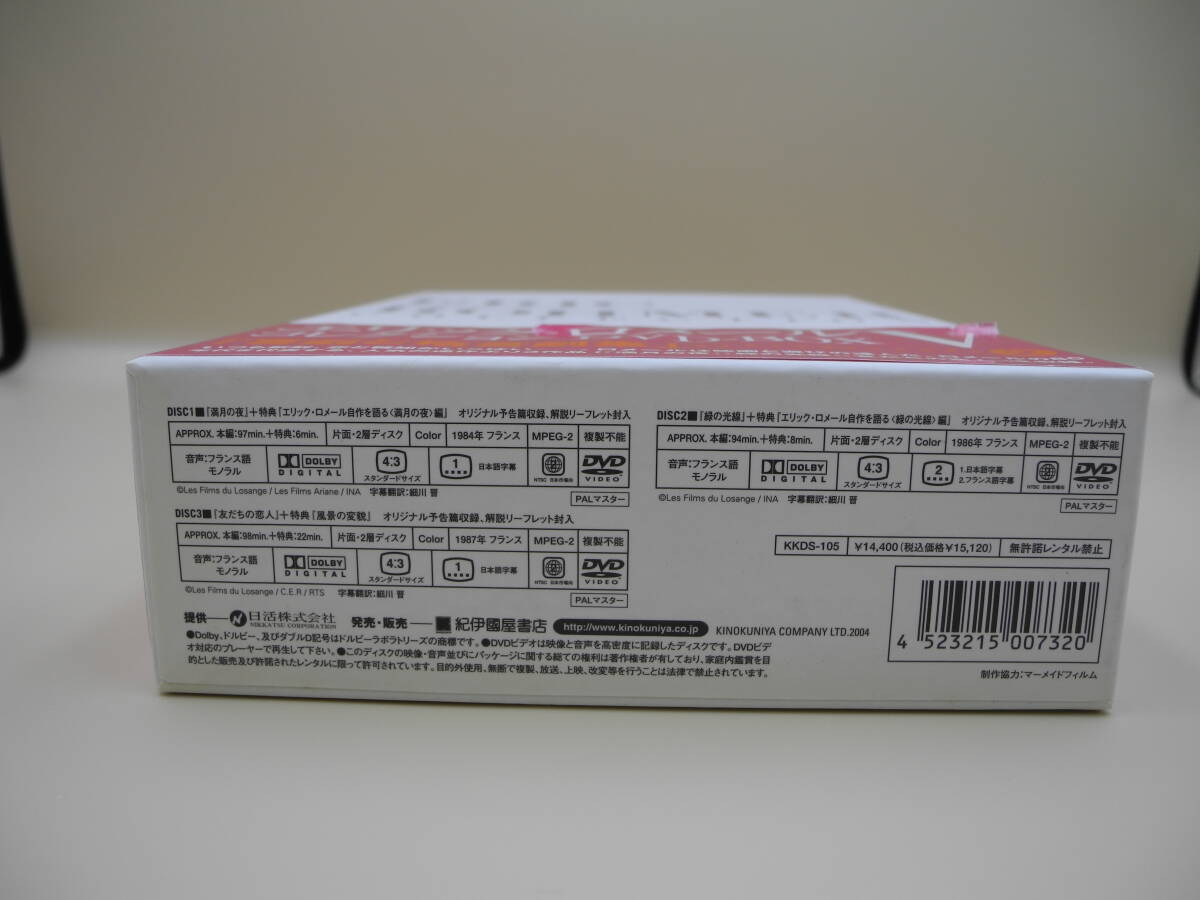 DISC1■『満月の夜』+特典『エリック・ロメール自作を語る〈満月の夜〉編』 オリジナル予告篇収録、解説リーフレット封入
APPROX. 本編:97min.+特典:6min. 片面・2層ディスク Color 1984年 フランス MPEG-2 複製不能
音声:フランス語 モノラル DOLBY DIGITAL 4:3 スタンダードサイズ 1 日本語字幕 2 NTSC 日本市場向 DVD VIDEO
©Les Films du Losange / Les Films Ariane / INA 字幕翻訳:細川 晋 PALマスター
DISC2■『緑の光線』+特典『エリック・ロメール自作を語る〈緑の光線〉編』 オリジナル予告篇収録、解説リーフレット封入
APPROX. 本編:94min.+特典:8min. 片面・2層ディスク Color 1986年 フランス MPEG-2 複製不能
音声:フランス語 モノラル DOLBY DIGITAL 4:3 スタンダードサイズ 2 1.日本語字幕 2.フランス語字幕 2 NTSC 日本市場向 DVD VIDEO
©Les Films du Losange / INA 字幕翻訳:細川 晋 PALマスター
DISC3■『友だちの恋人』+特典『風景の変貌』 オリジナル予告篇収録、解説リーフレット封入
APPROX. 本編:98min.+特典:22min. 片面・2層ディスク Color 1987年 フランス MPEG-2 複製不能
音声:フランス語 モノラル DOLBY DIGITAL 4:3 スタンダードサイズ 1 日本語字幕 2 NTSC 日本市場向 DVD VIDEO
©Les Films du Losange / C.E.R / RTS 字幕翻訳:細川 晋 PALマスター
KKDS-105 ¥14,400(税込価格¥15,120) 無許諾レンタル禁止
提供—日活株式会社 NIKKATSU CORPORATION 発売・販売—紀伊國屋書店 http://www.kinokuniya.co.jp KINOKUNIYA COMPANY LTD.2004
●Dolby、ドルビー、及びダブルD記号はドルビーラボラトリーズの商標です。●DVDビデオは映像と音声を高密度に記録したディスクです。DVDビデ
オ対応のプレーヤーで再生して下さい。●このディスクの映像・音声並びにパッケージに関する総ての権利は著作権者が有しており、家庭内鑑賞を目
的とした販売及び許諾されたレンタルに限って許可されています。目的外使用、無断で複製、放送、上映、改変等を行うことは法律で禁止されています。
4 523215 007320
制作協力:マーメイドフィルム